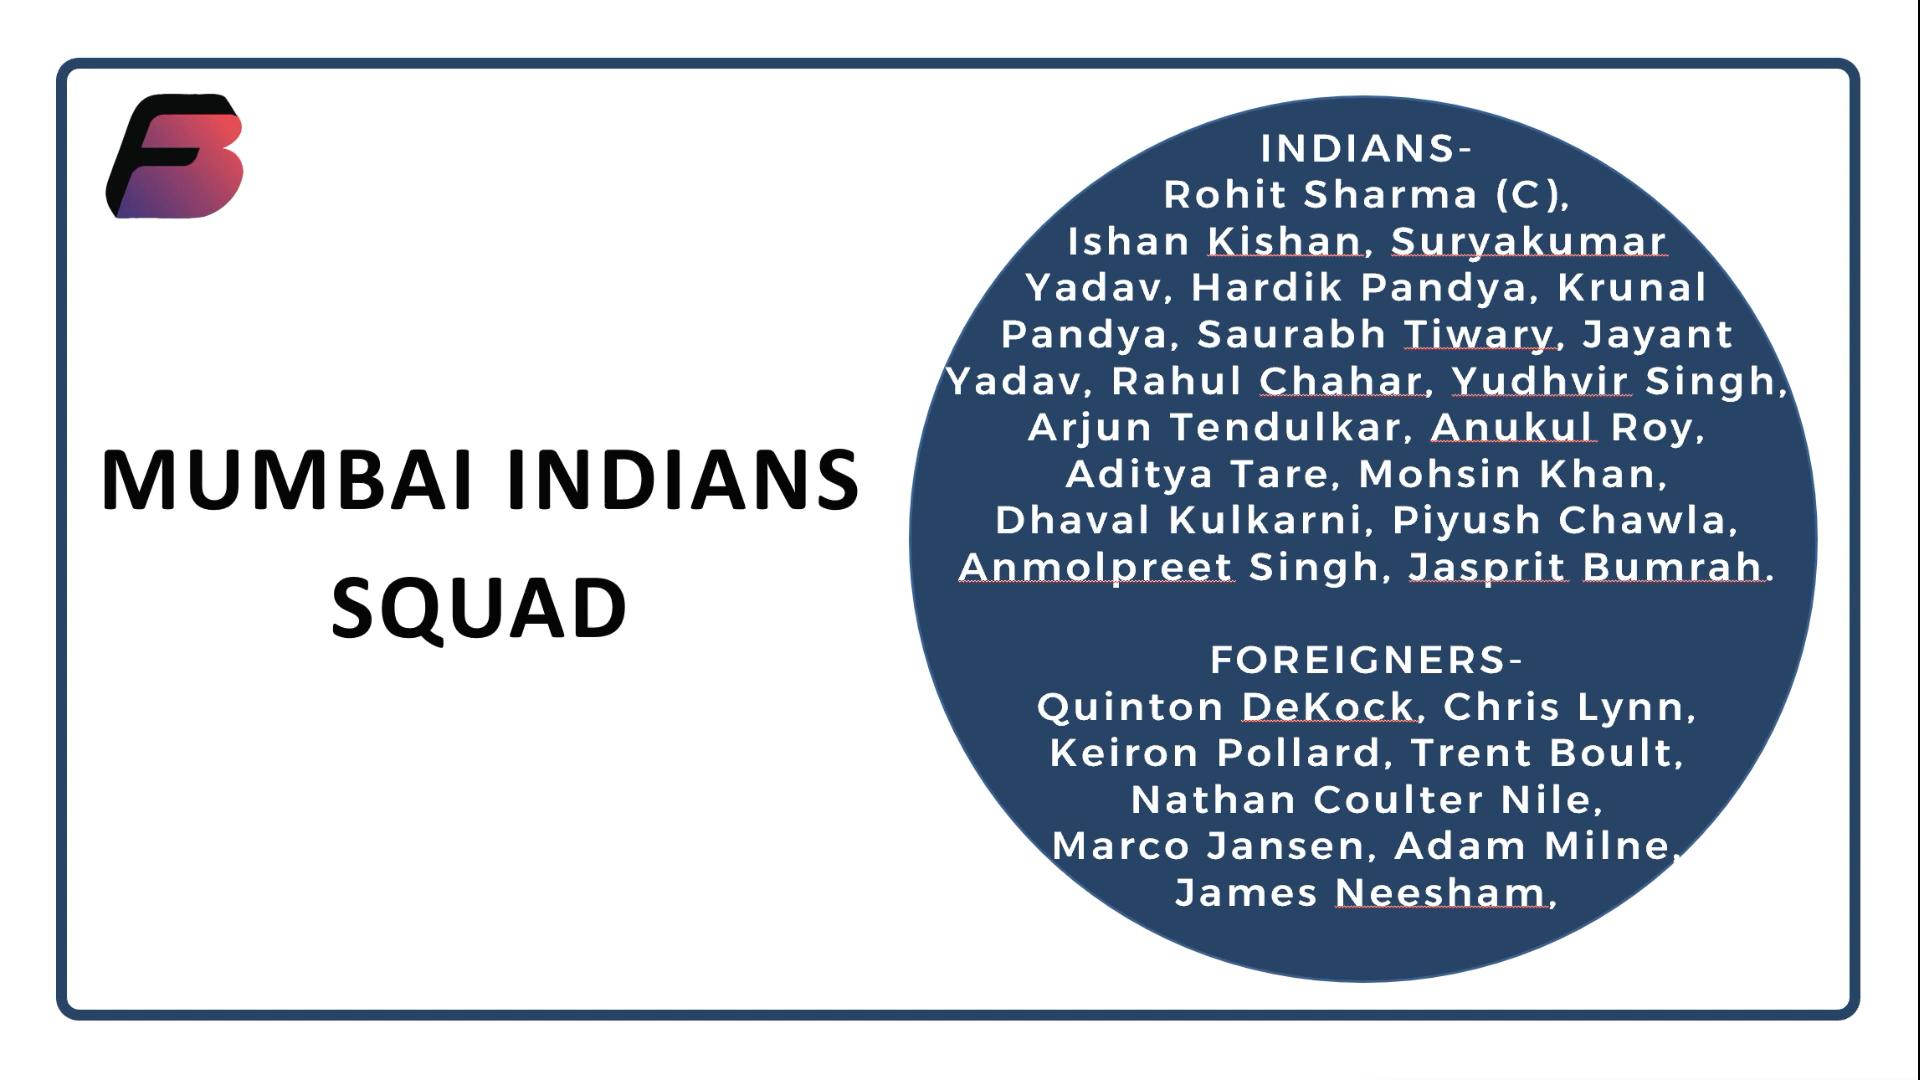 MUMBAI INDIANS
SQUAD
INDIANS-
Rohit Sharma (C),
Ishan Kishan, Suryakumar
Yadav, Hardik Pandya, Krunal
Pandya, Saurabh Tiwary, Jayant
Yadav, Rahul Chahar, Yudhvir Singh,
Arjun Tendulkar, Anukul Roy,
Aditya Tare, Mohsin Khan,
Dhaval Kulkarni, Piyush Chawla,
Anmolpreet Singh, Jasprit Bumrah.
FOREIGNERS-
Quinton DeKock, Chris Lynn,
Keiron Pollard, Trent Boult,
Nathan Coulter Nile,
Marco Jansen, Adam Milne,
James Neesham,